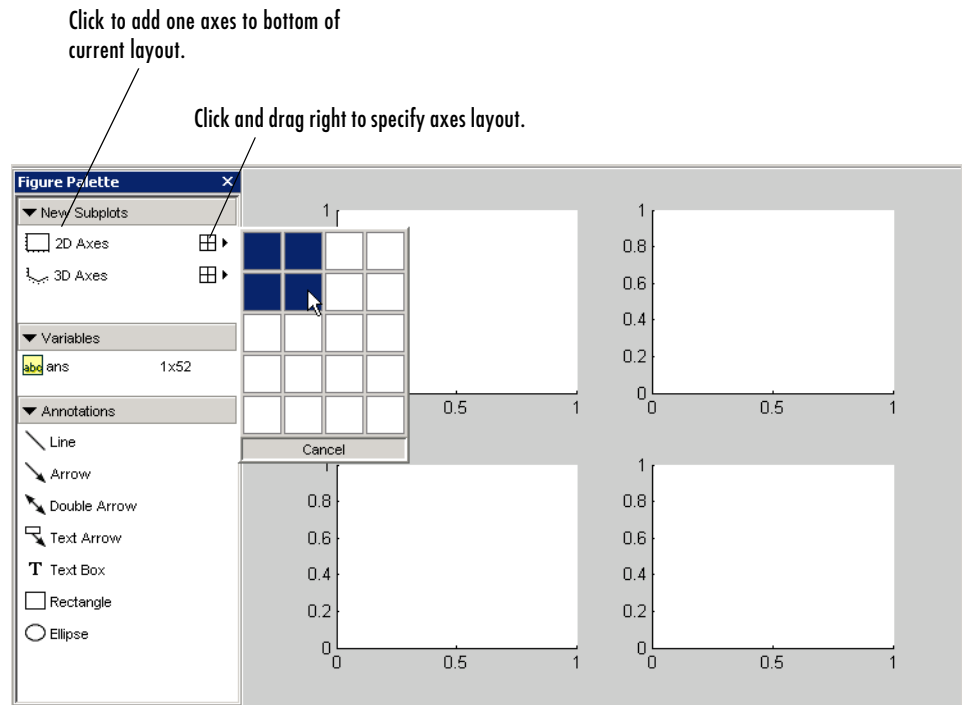 Click to add one axes to bottom of
current layout.
Click and drag right to specify axes layout.
Figure Palette
New Subplots
2D Axes
3D Axes
Variables
abc ans 1x52
Annotations
Line
Arrow
Double Arrow
Text Arrow
T Text Box
Rectangle
Ellipse
Cancel
1
0.5 1
1
0.8
0.6
0.4
0.2
0
0 0.5 1
1
0.8
0.6
0.4
0.2
0
0 0.5 1
1
0.8
0.6
0.4
0.2
0
0 0.5 1